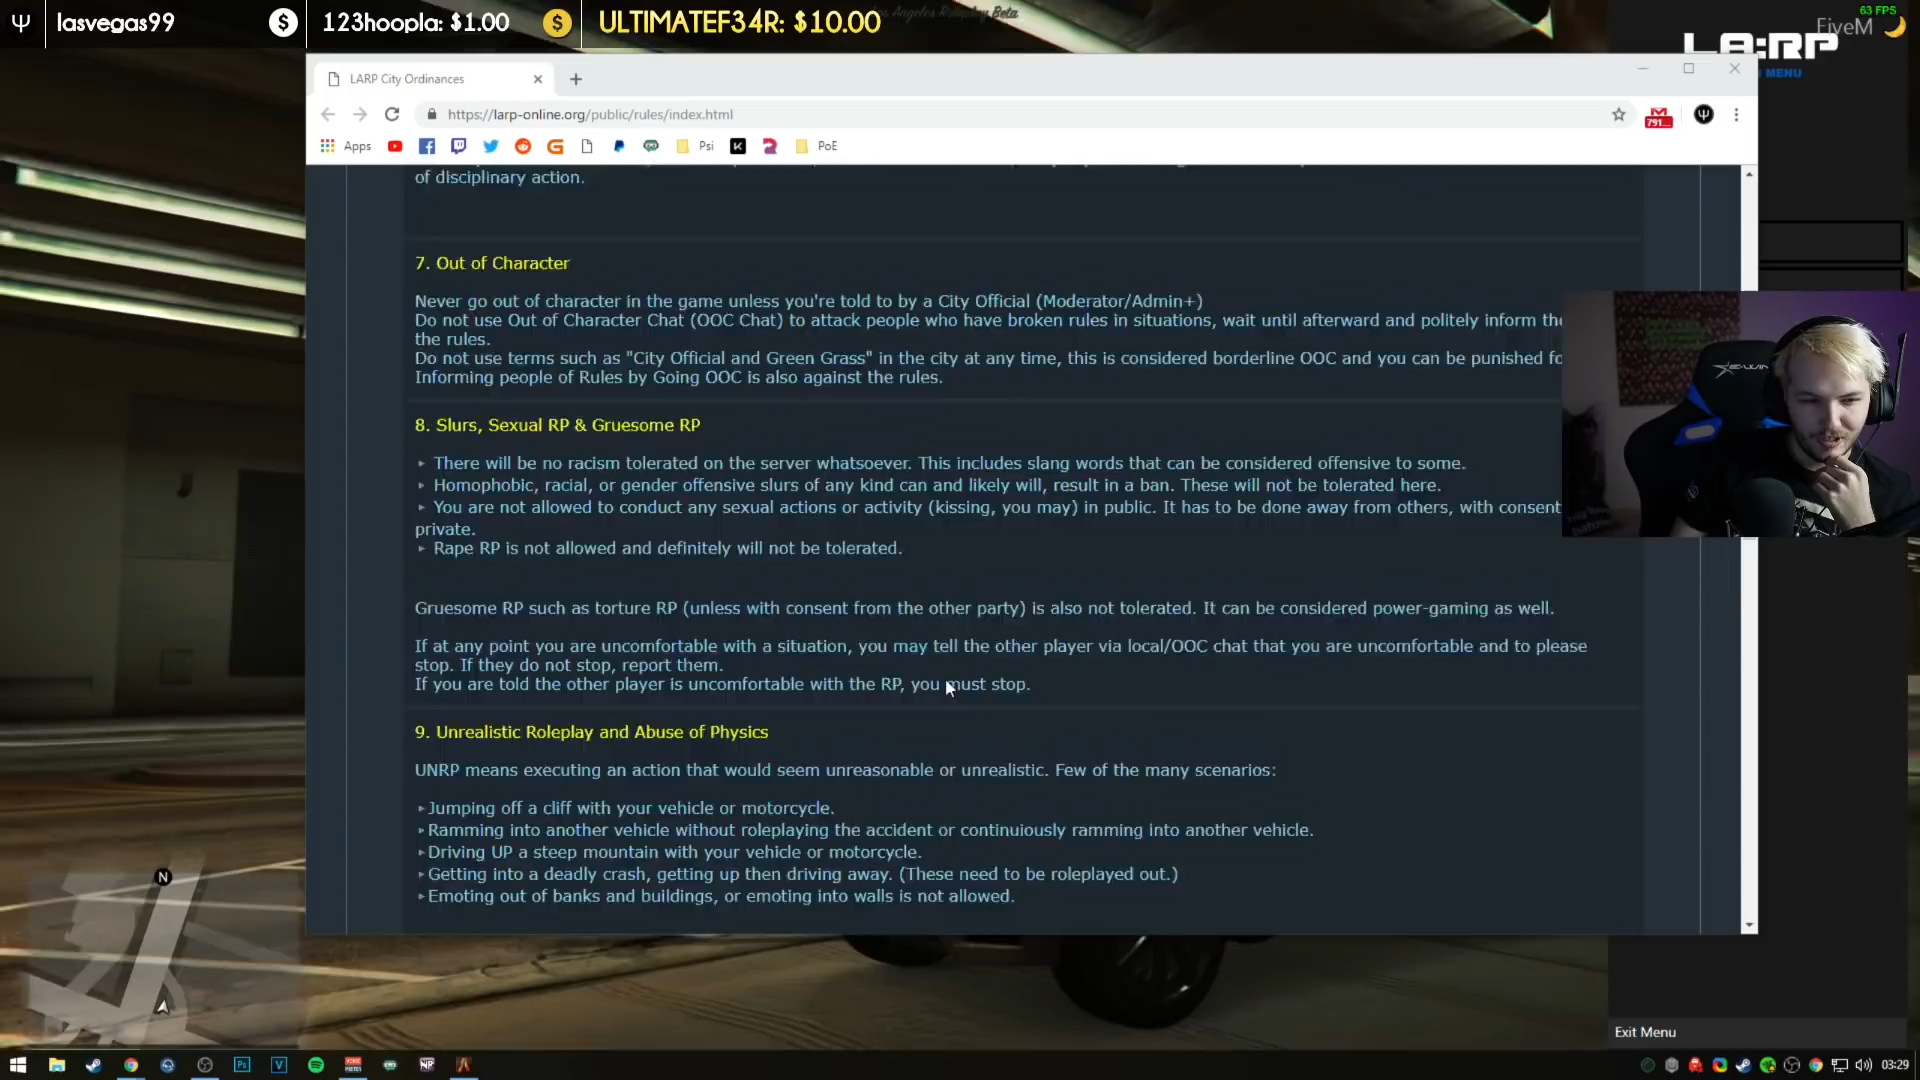 lasvegas99
123hoopla: $1.00
ULTIMATEF34R: $10.00
Los Angeles Roleplay Beta
63 FPS
FiveM
LA:RP
MENU
LARP City Ordinances
https://larp-online.org/public/rules/index.html
791
Apps
Psi
PoE
of disciplinary action.
7. Out of Character
Never go out of character in the game unless you're told to by a City Official (Moderator/Admin+)
Do not use Out of Character Chat (OOC Chat) to attack people who have broken rules in situations, wait until afterward and politely inform
the rules.
Do not use terms such as "City Official and Green Grass" in the city at any time, this is considered borderline OOC and you can be punished
Informing people of Rules by Going OOC is also against the rules.
8. Slurs, Sexual RP & Gruesome RP
There will be no racism tolerated on the server whatsoever. This includes slang words that can be considered offensive to some.
Homophobic, racial, or gender offensive slurs of any kind can and likely will, result in a ban. These will not be tolerated here.
You are not allowed to conduct any sexual actions or activity (kissing, you may) in public. It has to be done away from others, with consent
private.
Rape RP is not allowed and definitely will not be tolerated.
Gruesome RP such as torture RP (unless with consent from the other party) is also not tolerated. It can be considered power-gaming as well.
If at any point you are uncomfortable with a situation, you may tell the other player via local/OOC chat that you are uncomfortable and to please
stop. If they do not stop, report them.
If you are told the other player is uncomfortable with the RP, you must stop.
9. Unrealistic Roleplay and Abuse of Physics
UNRP means executing an action that would seem unreasonable or unrealistic. Few of the many scenarios:
Jumping off a cliff with your vehicle or motorcycle.
Ramming into another vehicle without roleplaying the accident or continuiously ramming into another vehicle.
Driving UP a steep mountain with your vehicle or motorcycle.
Getting into a deadly crash, getting up then driving away. (These need to be roleplayed out.)
Emoting out of banks and buildings, or emoting into walls is not allowed.
N
Exit Menu
03:29